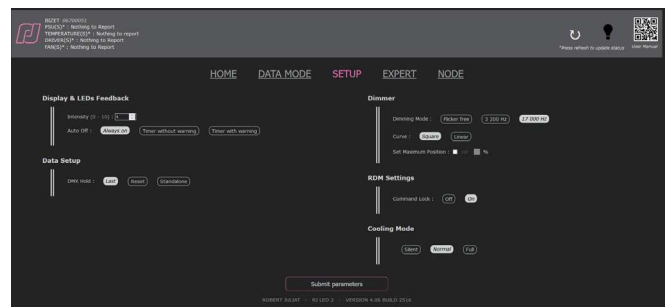 BIZET 06700051
PSU(S)* : Nothing to Report
TEMPERATURE(S)* : Nothing to report
DRIVER(S)* : Nothing to Report
FAN(S)* : Nothing to Report
*Press refresh to update status
User Manual
HOME DATA MODE SETUP EXPERT NODE
Display & LEDs Feedback
Intensity (0 - 10) :
Auto Off : Always on Timer without warning Timer with warning
Data Setup
DMX Hold : Last Reset Standalone
Dimmer
Dimming Mode : Flicker free 3 200 Hz 17 000 Hz
Curve : Square Linear
Set Maximum Position : %
RDM Settings
Command Lock : Off On
Cooling Mode
Silent Normal Full
Submit parameters
ROBERT JULIAT - RJ LED 2 - VERSION 4.06 BUILD 2516